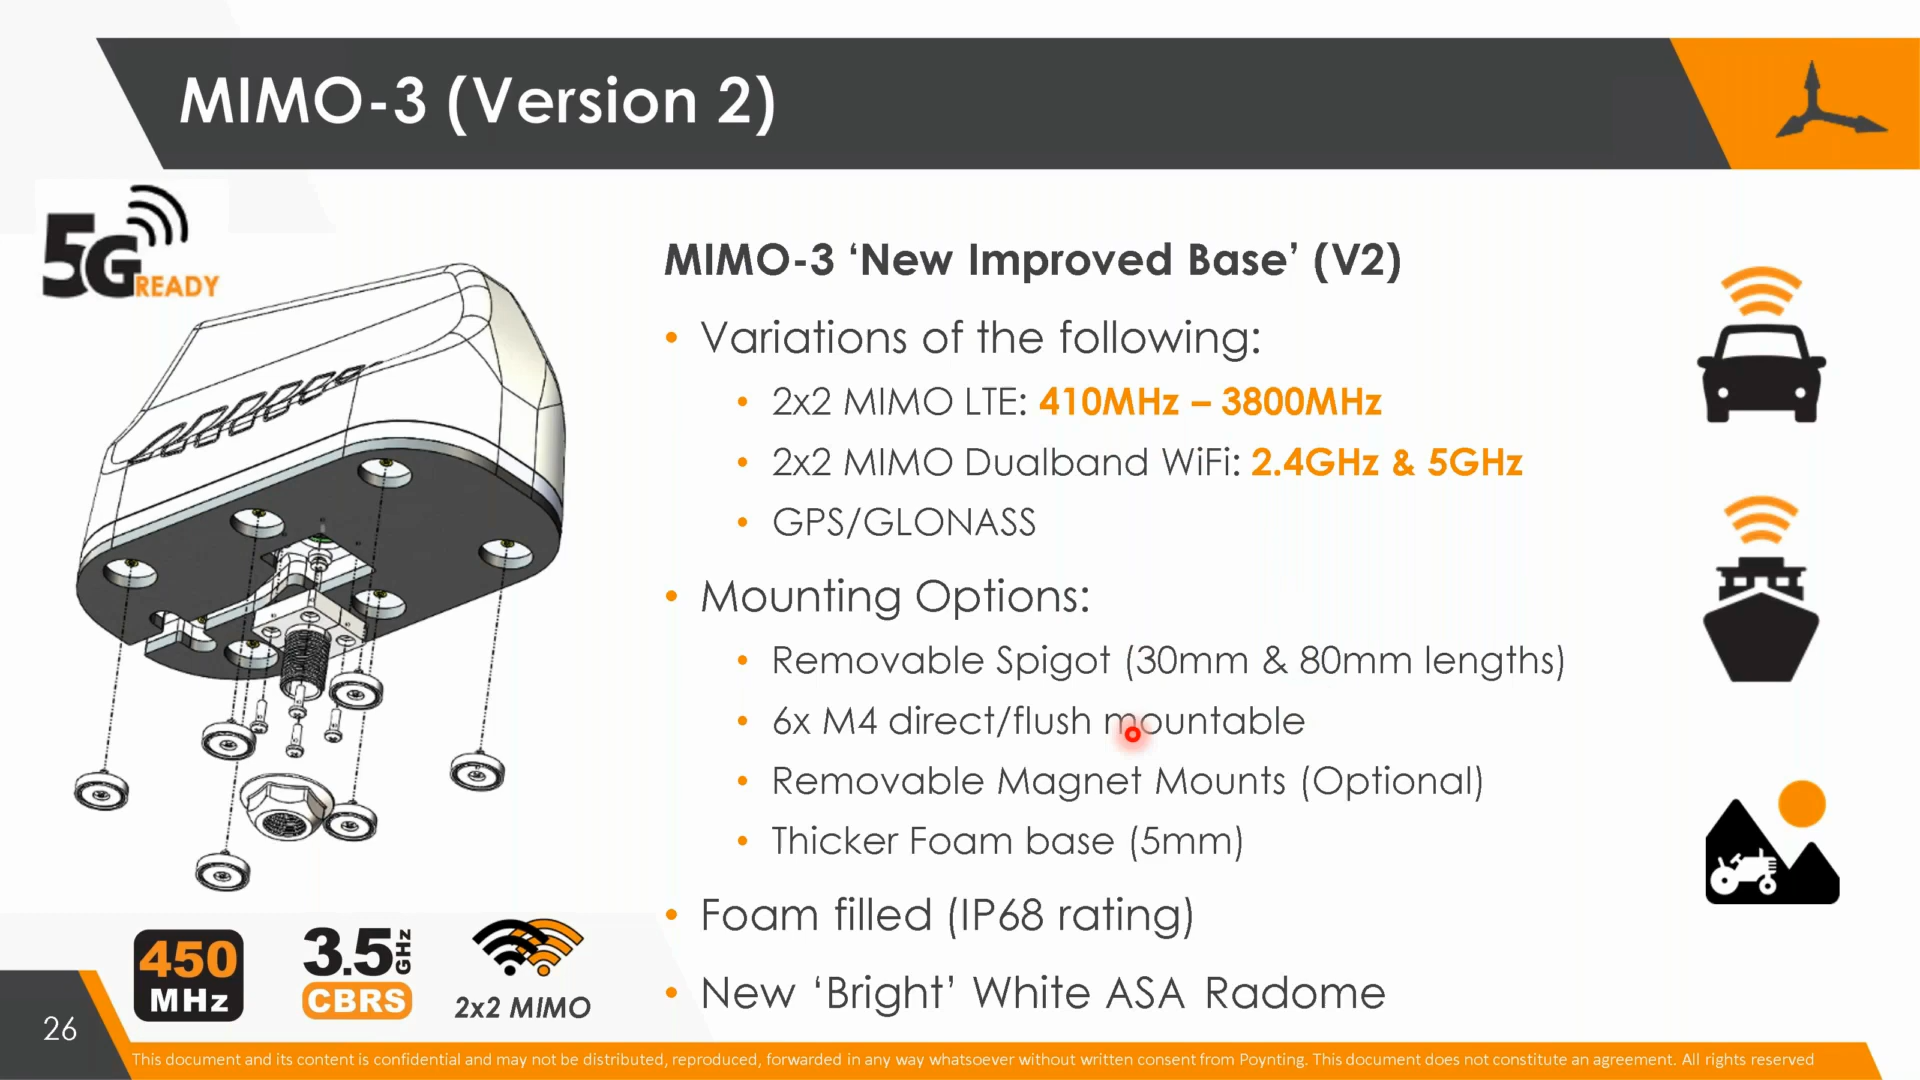 MIMO-3 (Version 2)
5G READY
MIMO-3 ‘New Improved Base’ (V2)
• Variations of the following:
• 2x2 MIMO LTE: 410MHz – 3800MHz
• 2x2 MIMO Dualband WiFi: 2.4GHz & 5GHz
• GPS/GLONASS
• Mounting Options:
• Removable Spigot (30mm & 80mm lengths)
• 6x M4 direct/flush mountable
• Removable Magnet Mounts (Optional)
• Thicker Foam base (5mm)
• Foam filled (IP68 rating)
• New ‘Bright’ White ASA Radome
450
MHz
3.5GHz
CBRS
2x2 MIMO
26
This document and its content is confidential and may not be distributed, reproduced, forwarded in any way whatsoever without written consent from Poynting. This document does not constitute an agreement. All rights reserved